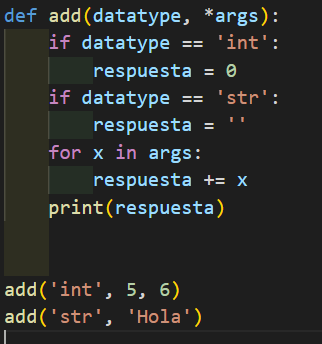 def add(datatype, *args):
    if datatype == 'int':
        respuesta = 0
    if datatype == 'str':
        respuesta = ''
    for x in args:
        respuesta += x
    print(respuesta)
add('int', 5, 6)
add('str', 'Hola')